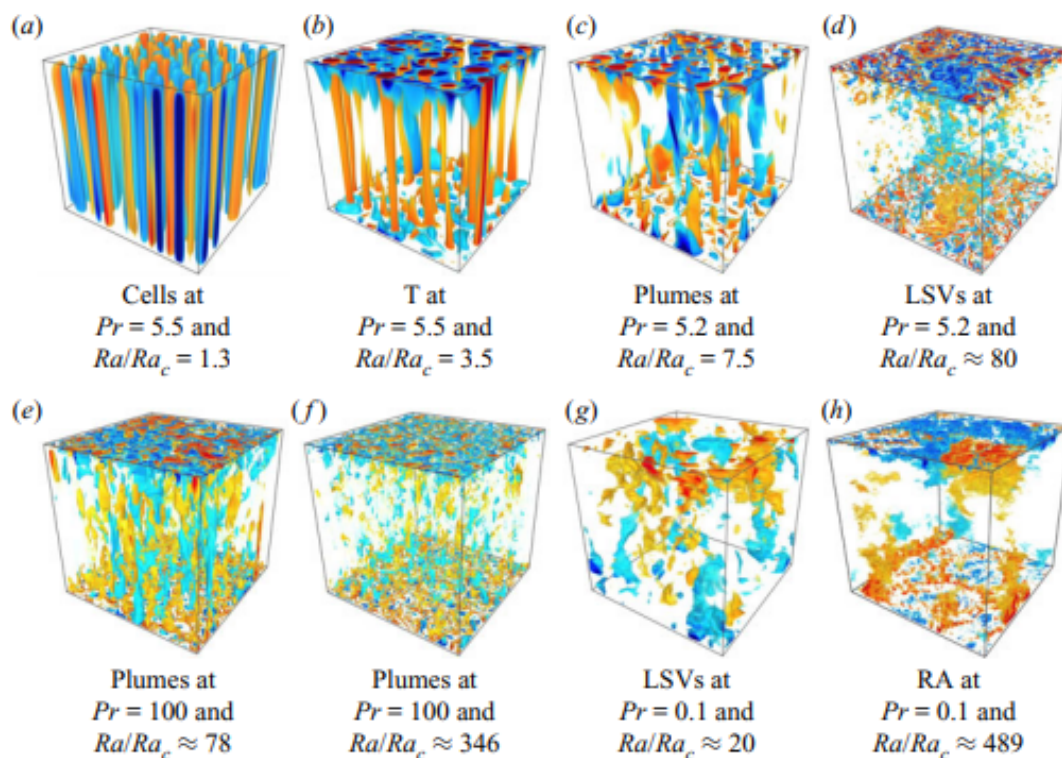 (a)
(b)
(c)
(d)
Cells at
Pr = 5.5 and
Ra/Ra_c = 1.3
T at
Pr = 5.5 and
Ra/Ra_c = 3.5
Plumes at
Pr = 5.2 and
Ra/Ra_c = 7.5
LSVs at
Pr = 5.2 and
Ra/Ra_c ≈ 80
(e)
(f)
(g)
(h)
Plumes at
Pr = 100 and
Ra/Ra_c ≈ 78
Plumes at
Pr = 100 and
Ra/Ra_c ≈ 346
LSVs at
Pr = 0.1 and
Ra/Ra_c ≈ 20
RA at
Pr = 0.1 and
Ra/Ra_c ≈ 489